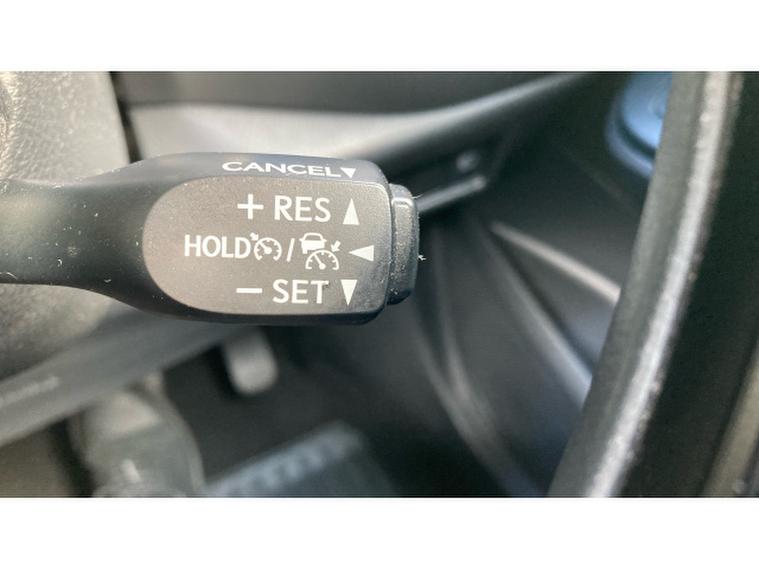 CANCEL▼
+ RES ▲
HOLD / ◀
− SET ▼